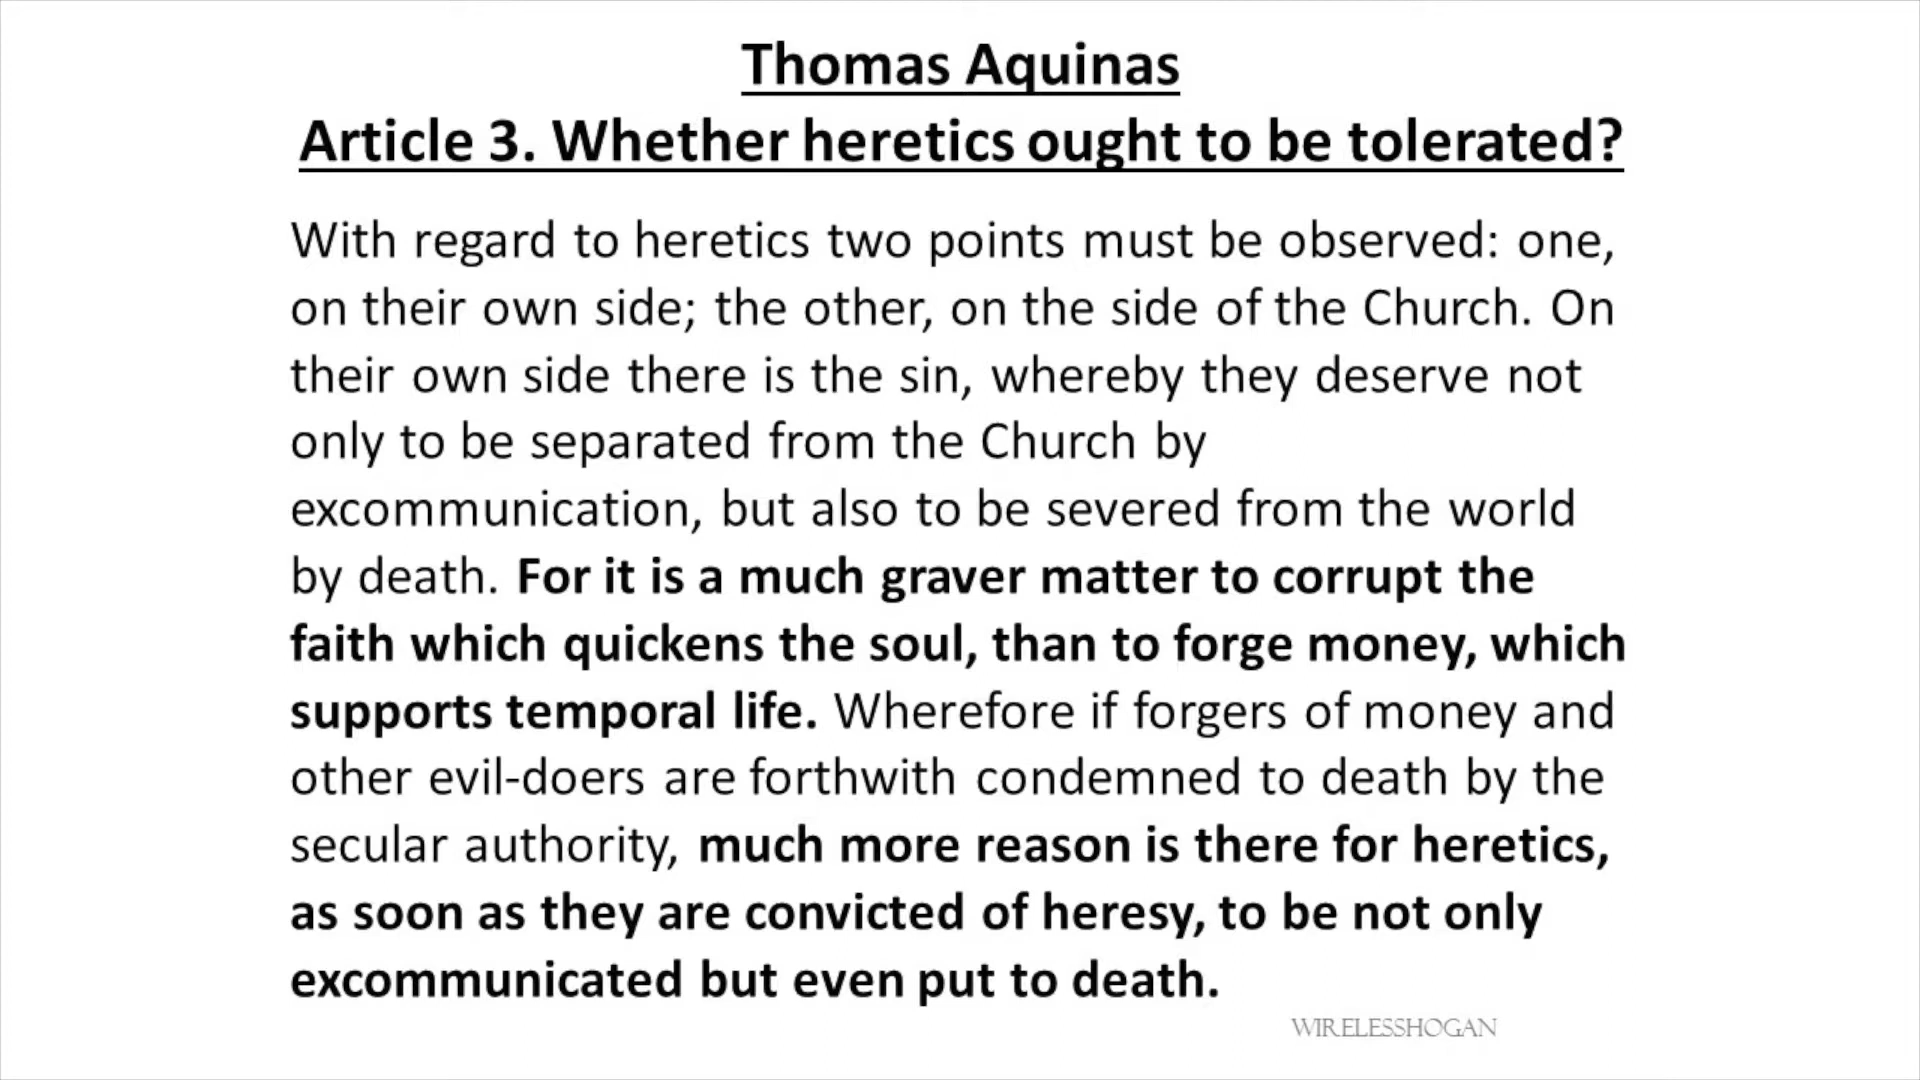 Thomas Aquinas
Article 3. Whether heretics ought to be tolerated?
With regard to heretics two points must be observed: one,
on their own side; the other, on the side of the Church. On
their own side there is the sin, whereby they deserve not
only to be separated from the Church by
excommunication, but also to be severed from the world
by death. For it is a much graver matter to corrupt the
faith which quickens the soul, than to forge money, which
supports temporal life. Wherefore if forgers of money and
other evil-doers are forthwith condemned to death by the
secular authority, much more reason is there for heretics,
as soon as they are convicted of heresy, to be not only
excommunicated but even put to death.
WIRELESSHOGAN